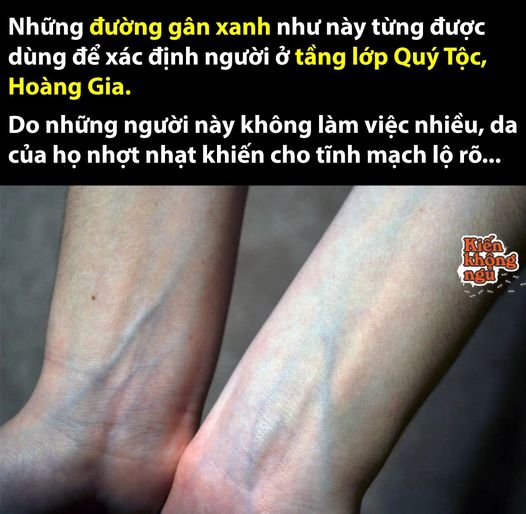 Những đường gân xanh như này từng được
dùng để xác định người ở tầng lớp Quý Tộc,
Hoàng Gia.
Do những người này không làm việc nhiều, da
của họ nhợt nhạt khiến cho tĩnh mạch lộ rõ...
Kiến
không
ngủ